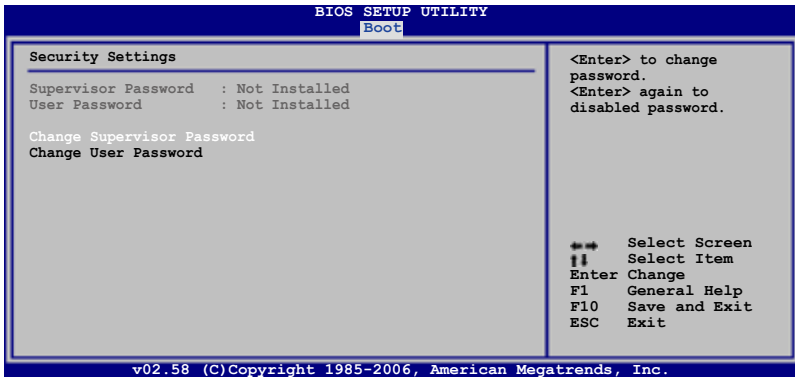 BIOS SETUP UTILITY
Boot
Security Settings
Supervisor Password : Not Installed
User Password : Not Installed
Change Supervisor Password
Change User Password
<Enter> to change
password.
<Enter> again to
disabled password.
←→ Select Screen
↑↓ Select Item
Enter Change
F1 General Help
F10 Save and Exit
ESC Exit
v02.58 (C)Copyright 1985-2006, American Megatrends, Inc.